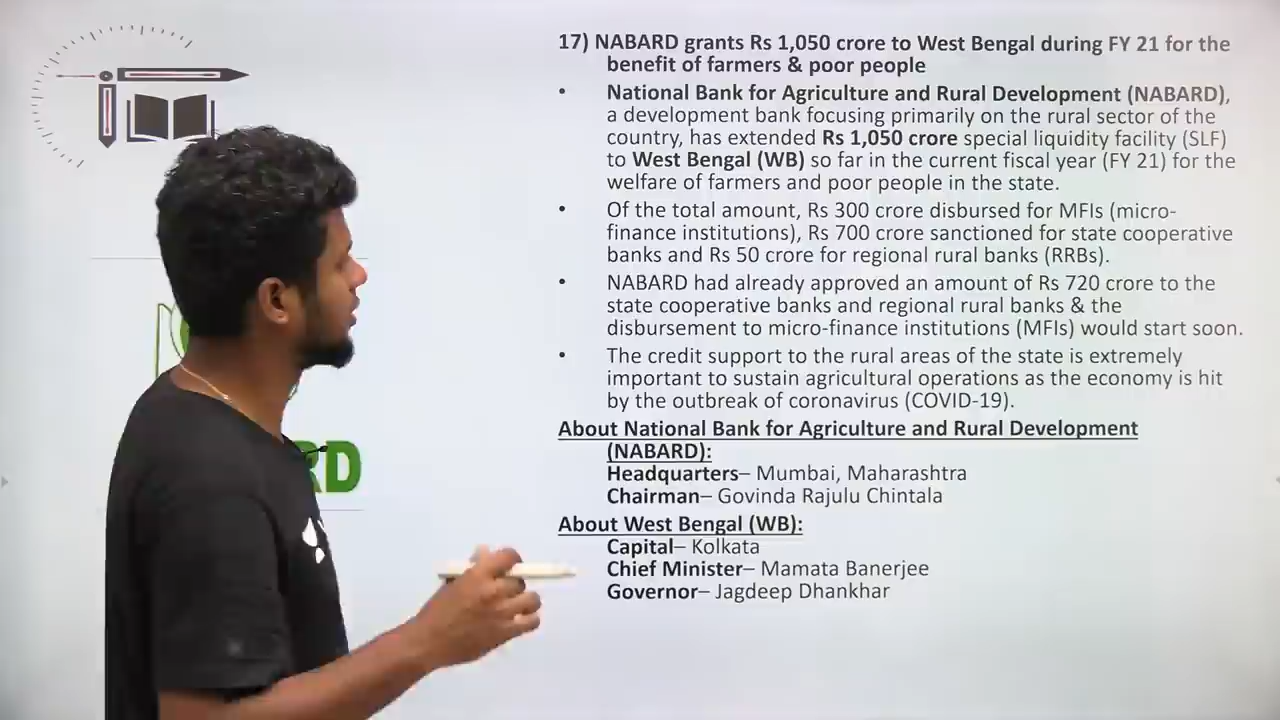 17) NABARD grants Rs 1,050 crore to West Bengal during FY 21 for the
benefit of farmers & poor people
• National Bank for Agriculture and Rural Development (NABARD),
a development bank focusing primarily on the rural sector of the
country, has extended Rs 1,050 crore special liquidity facility (SLF)
to West Bengal (WB) so far in the current fiscal year (FY 21) for the
welfare of farmers and poor people in the state.
• Of the total amount, Rs 300 crore disbursed for MFIs (micro-
finance institutions), Rs 700 crore sanctioned for state cooperative
banks and Rs 50 crore for regional rural banks (RRBs).
• NABARD had already approved an amount of Rs 720 crore to the
state cooperative banks and regional rural banks & the
disbursement to micro-finance institutions (MFIs) would start soon.
• The credit support to the rural areas of the state is extremely
important to sustain agricultural operations as the economy is hit
by the outbreak of coronavirus (COVID-19).
About National Bank for Agriculture and Rural Development
(NABARD):
Headquarters– Mumbai, Maharashtra
Chairman– Govinda Rajulu Chintala
About West Bengal (WB):
Capital– Kolkata
Chief Minister– Mamata Banerjee
Governor– Jagdeep Dhankhar
RD